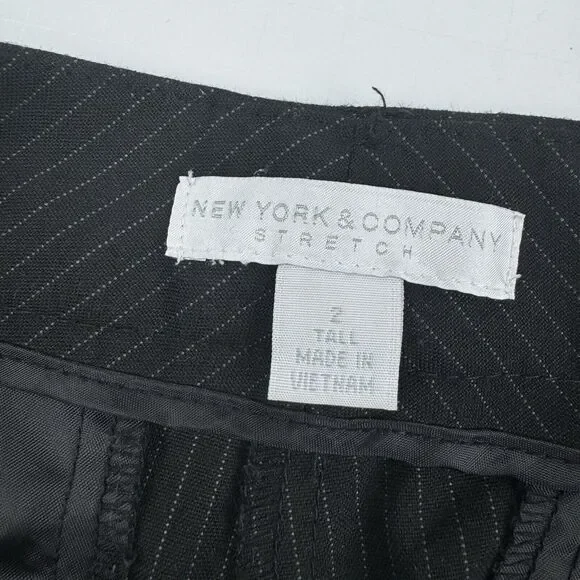 NEW YORK & COMPANY
STRETCH
2
TALL
MADE IN
VIETNAM